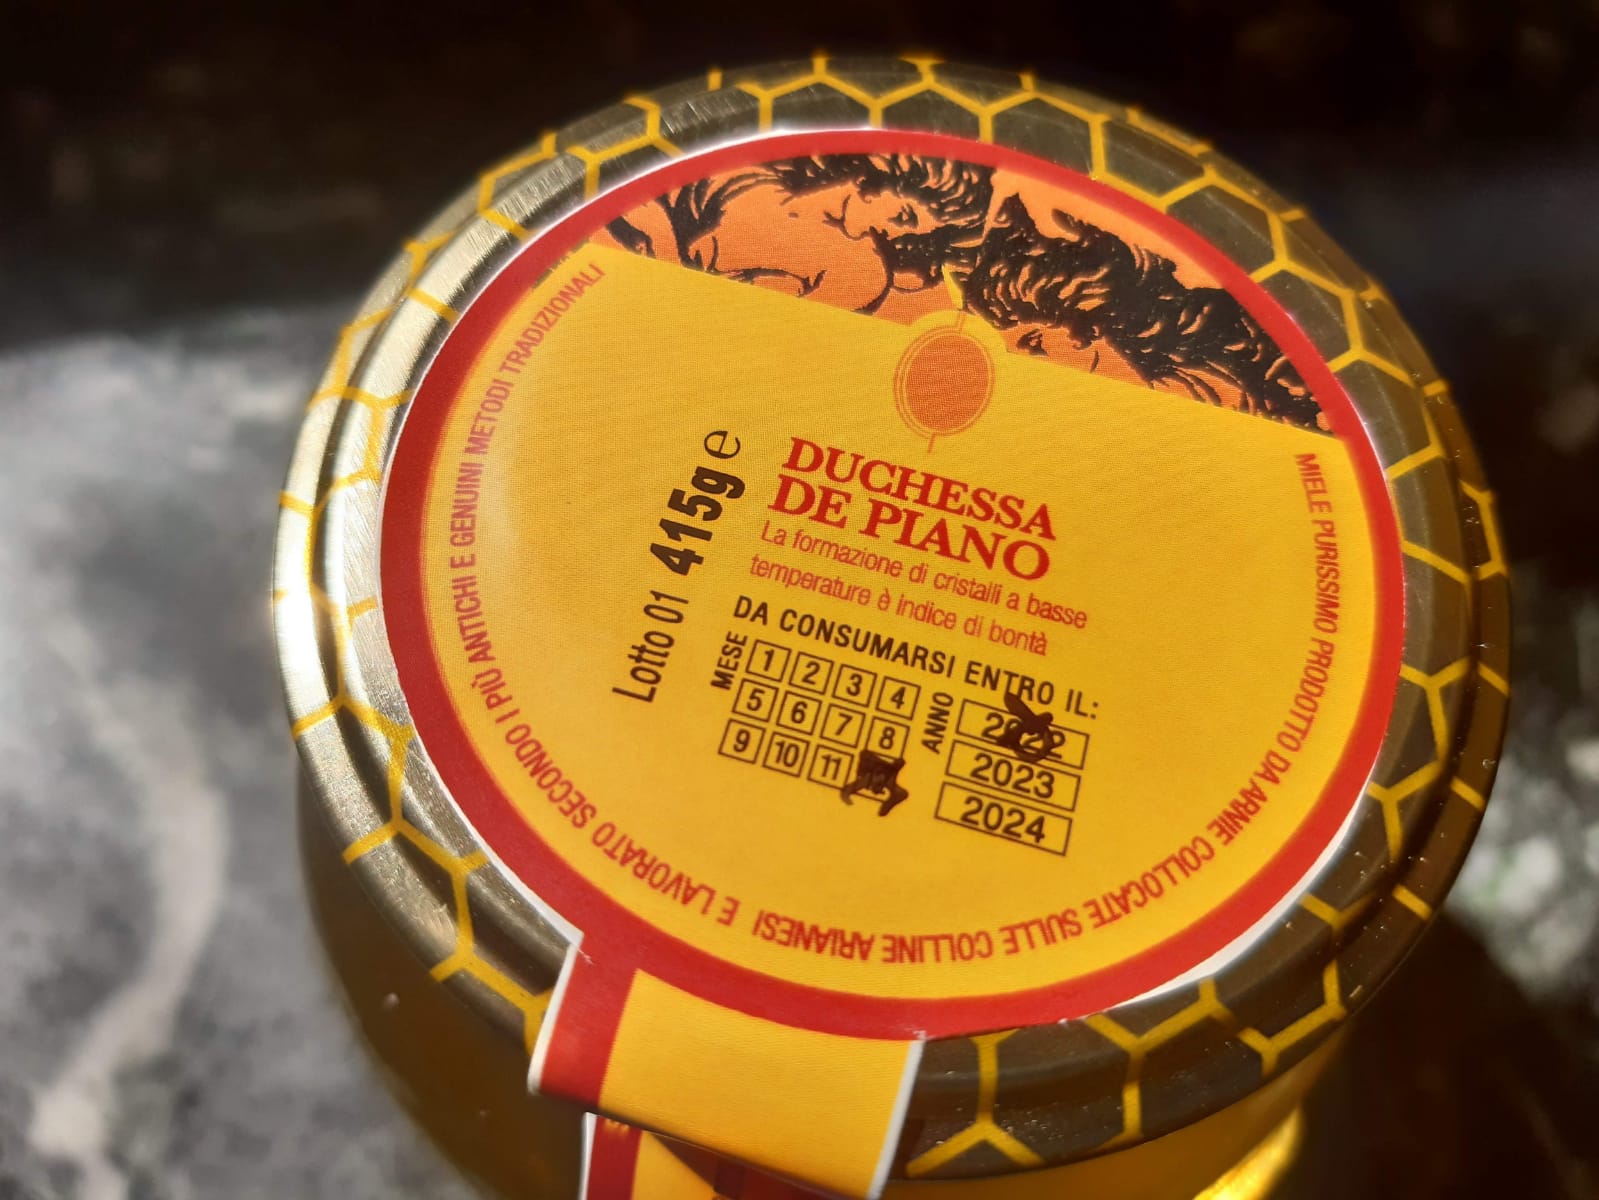 MIELE PURISSIMO PRODOTTO DA ARNIE COLLOCATE SULLE COLLINE ARIANESI E LAVORATO SECONDO I PIÙ ANTICHI E GENUINI METODI TRADIZIONALI
DUCHESSA
DE PIANO
La formazione di cristalli a basse
temperature è indice di bontà
Lotto 01 415g e
DA CONSUMARSI ENTRO IL:
MESE
1 2 3 4
5 6 7 8
9 10 11 12
ANNO
2022
2023
2024